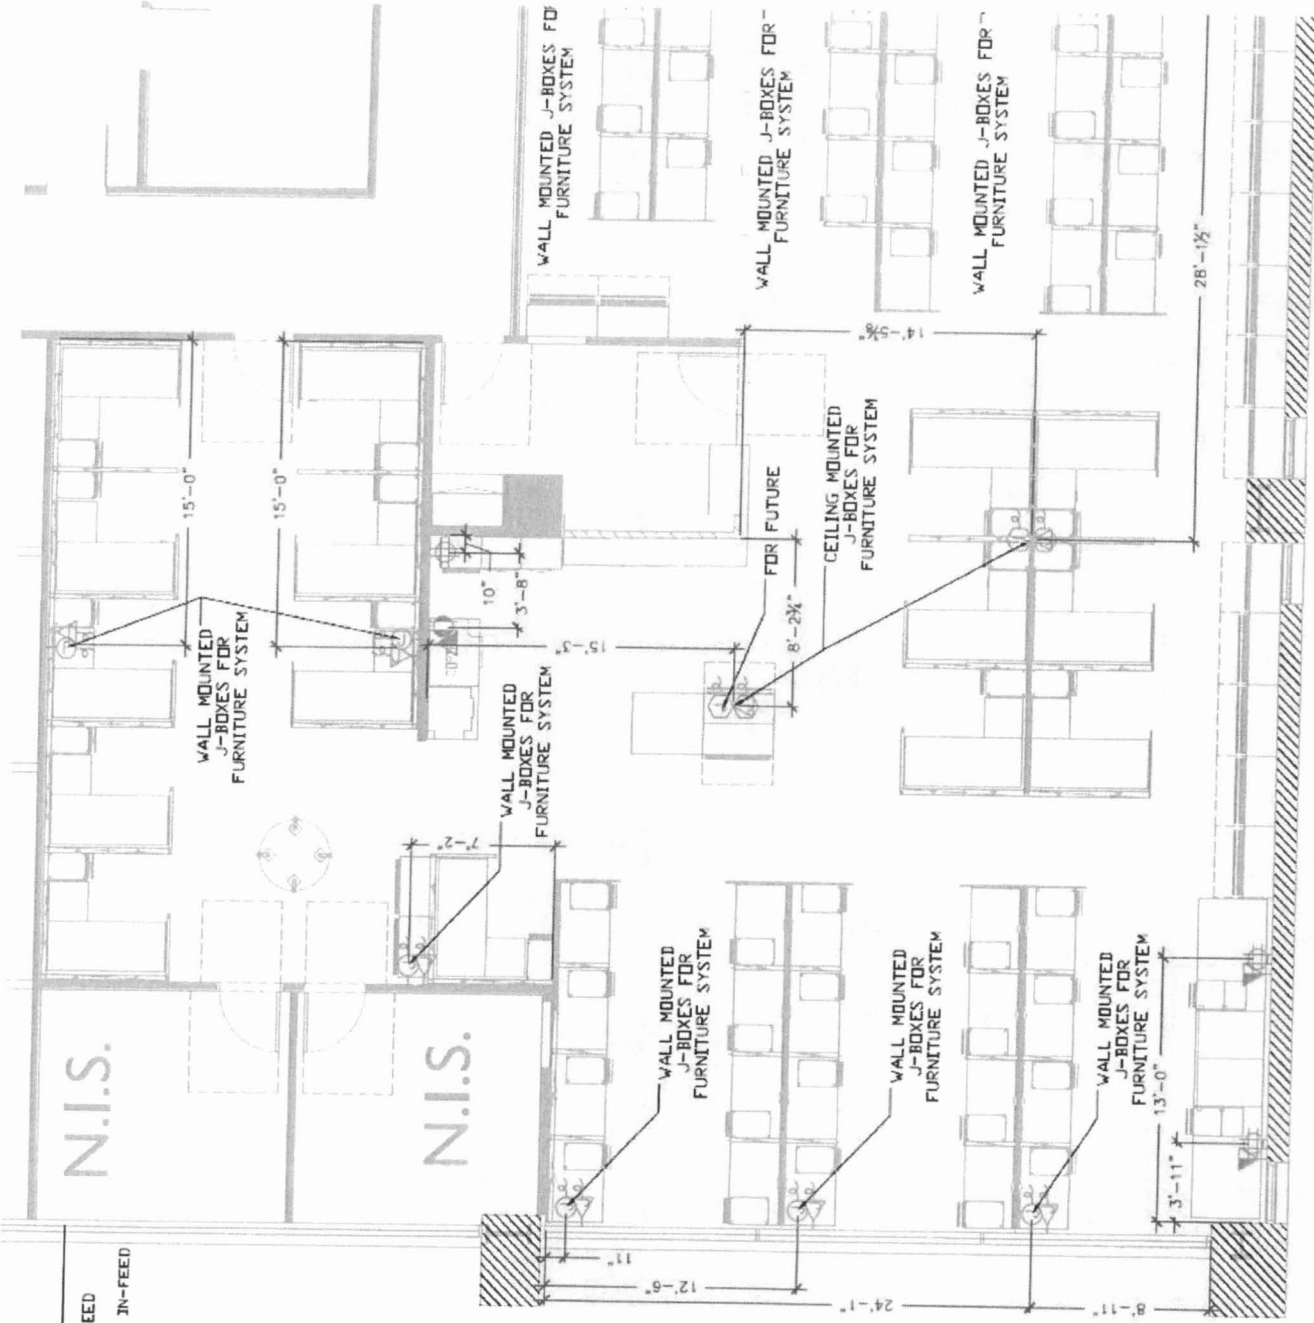 WALL MOUNTED J-BOXES FO
FURNITURE SYSTEM
WALL MOUNTED J-BOXES FOR
FURNITURE SYSTEM
WALL MOUNTED J-BOXES FOR
FURNITURE SYSTEM
28'-1½"
15'-0"
15'-0"
WALL MOUNTED
J-BOXES FOR
FURNITURE SYSTEM
10"
3'-8"
15'-3"
FOR FUTURE
8'-2¾"
CEILING MOUNTED
J-BOXES FOR
FURNITURE SYSTEM
WALL MOUNTED
J-BOXES FOR
FURNITURE SYSTEM
7'-2"
N.I.S.
N.I.S.
WALL MOUNTED
J-BOXES FOR
FURNITURE SYSTEM
WALL MOUNTED
J-BOXES FOR
FURNITURE SYSTEM
WALL MOUNTED
J-BOXES FOR
FURNITURE SYSTEM
13'-0"
3'-11"
11"
12'-6"
24'-1"
8'-11"
EED
IN-FEED